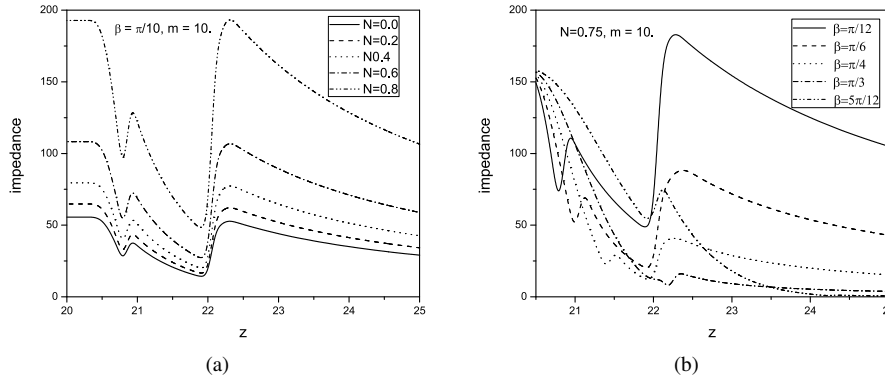 200
150
100
50
0
impedance
β = π/10, m = 10.
N=0.0
N=0.2
N0.4
N=0.6
N=0.8
20 21 22 23 24 25
z
(a)
200
150
100
50
0
impedance
N=0.75, m = 10.
β=π/12
β=π/6
β=π/4
β=π/3
β=5π/12
21 22 23 24
z
(b)